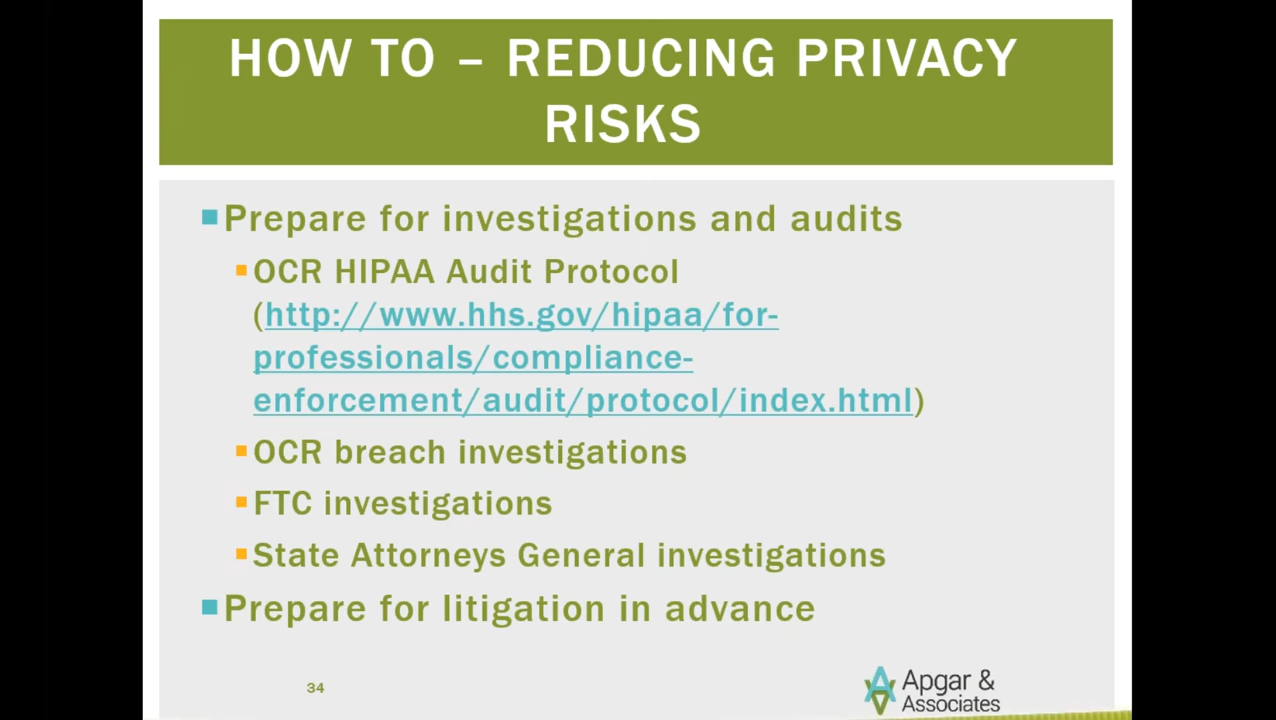 HOW TO – REDUCING PRIVACY
RISKS
Prepare for investigations and audits
OCR HIPAA Audit Protocol
(http://www.hhs.gov/hipaa/for-
professionals/compliance-
enforcement/audit/protocol/index.html)
OCR breach investigations
FTC investigations
State Attorneys General investigations
Prepare for litigation in advance
34
Apgar &
Associates